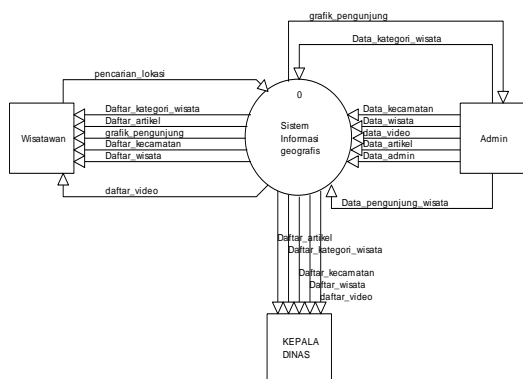 grafik_pengunjung
Data_kategori_wisata
pencarian_lokasi
0
Daftar_kategori_wisata
Daftar_artikel
grafik_pengunjung
Daftar_kecamatan
Daftar_wisata
Wisatawan
Sistem
Informasi
geografis
Data_kecamatan
Data_wisata
data_video
Data_artikel
Data_admin
Admin
daftar_video
Data_pengunjung_wisata
Daftar_artikel
Daftar_kategori_wisata
Daftar_kecamatan
Daftar_wisata
daftar_video
KEPALA
DINAS